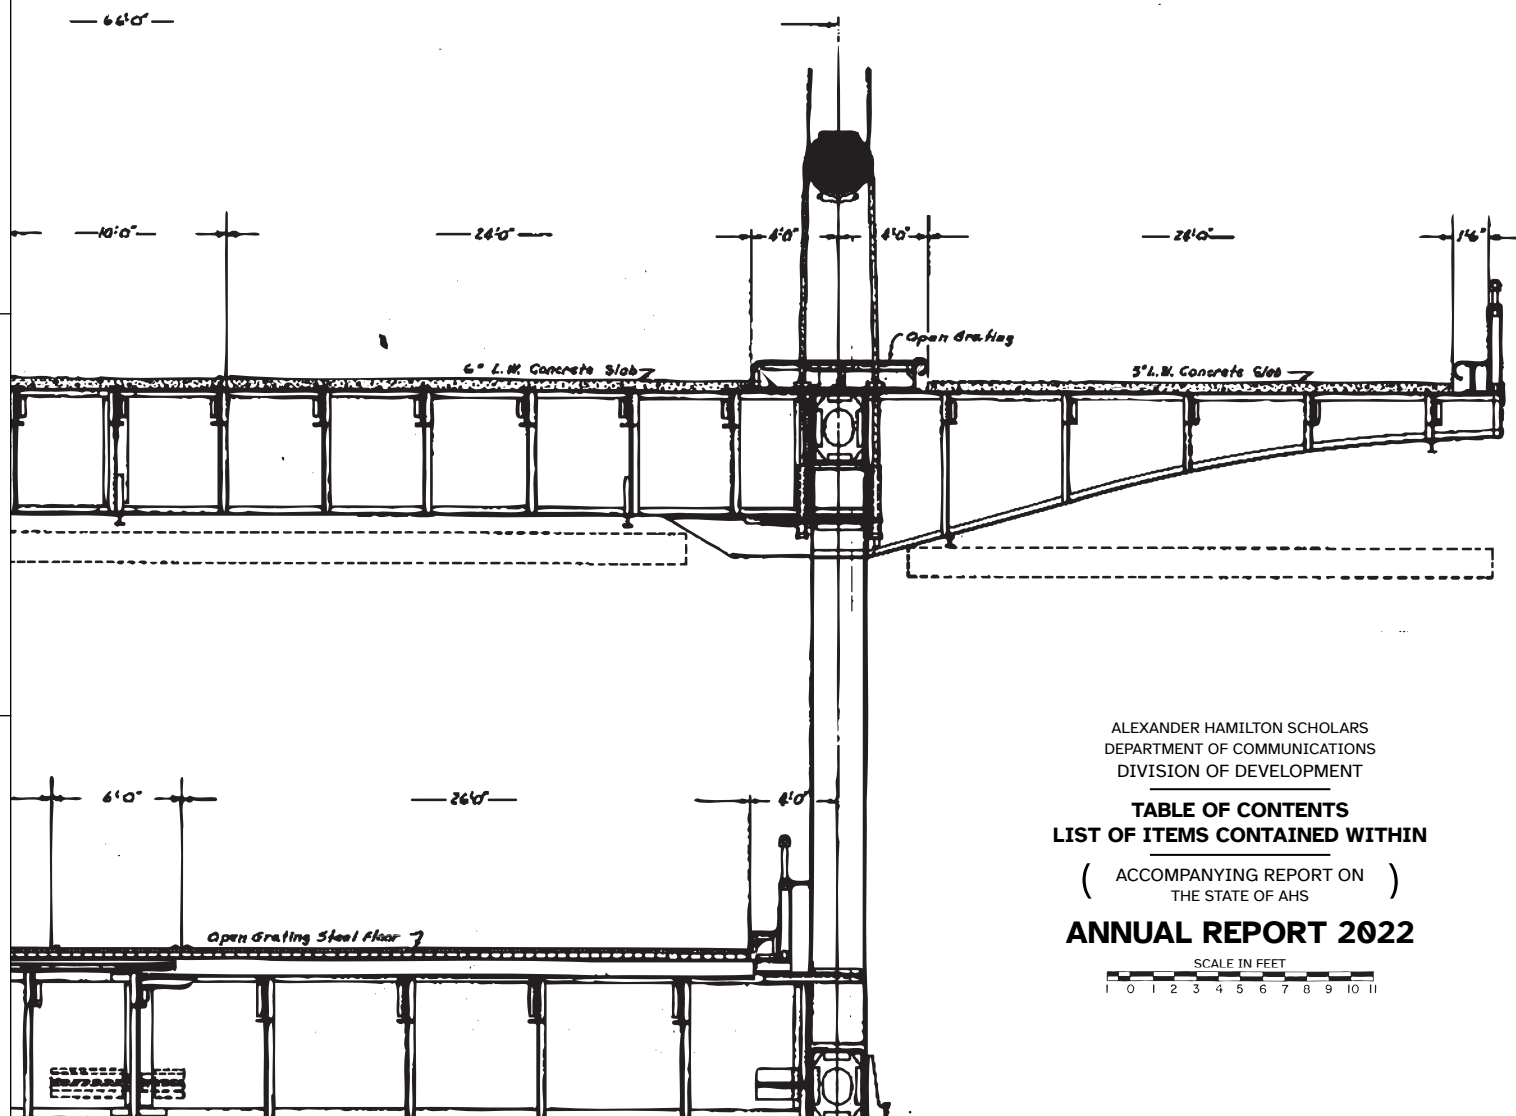 66'0"
10'0" 24'0" 4'0" 4'0" 24'0" 1'6"
Open Grating
6" L.W. Concrete Slab
5" L.W. Concrete Slab
ALEXANDER HAMILTON SCHOLARS
DEPARTMENT OF COMMUNICATIONS
DIVISION OF DEVELOPMENT
TABLE OF CONTENTS
LIST OF ITEMS CONTAINED WITHIN
( ACCOMPANYING REPORT ON
THE STATE OF AHS )
ANNUAL REPORT 2022
SCALE IN FEET
1 0 1 2 3 4 5 6 7 8 9 10 11
6'0" 26'0" 4'0"
Open Grating Steel Floor